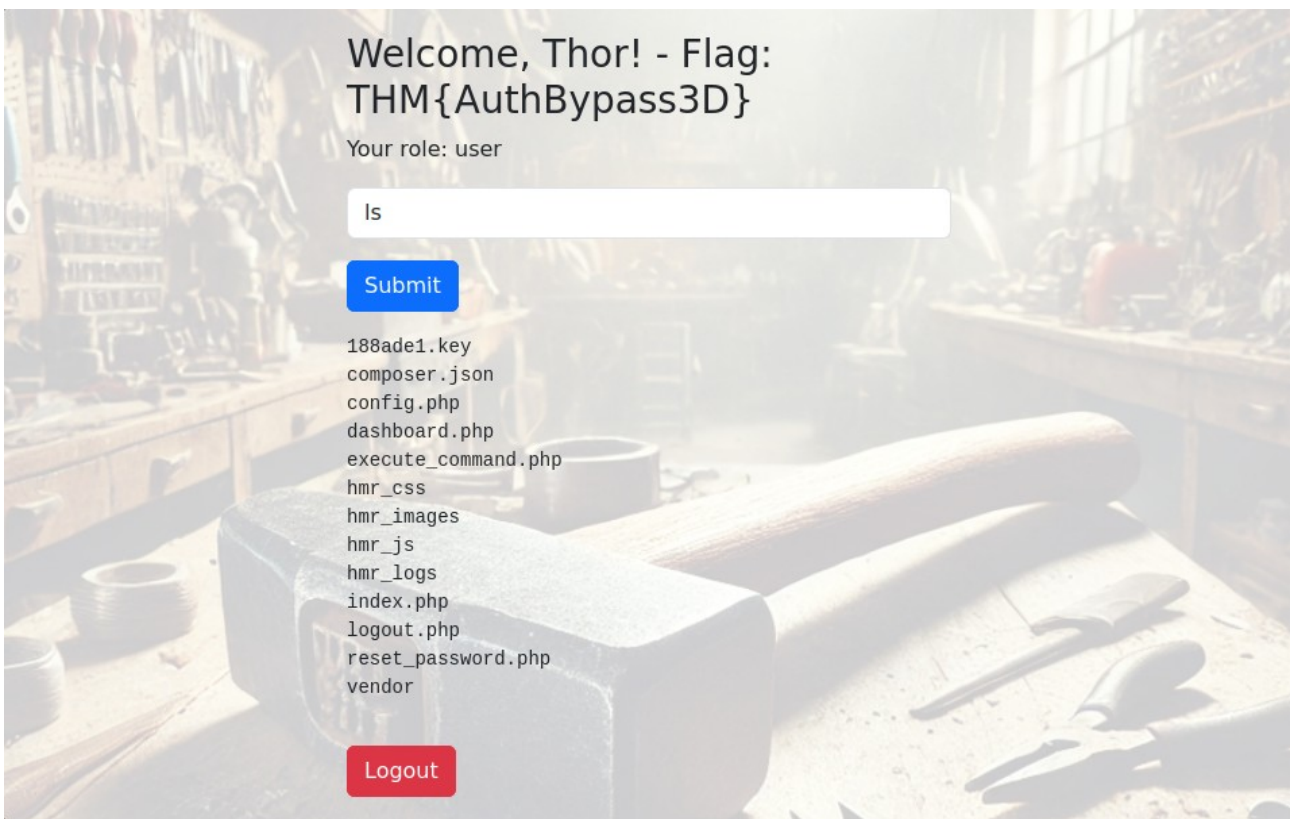 Welcome, Thor! - Flag:
THM{AuthBypass3D}
Your role: user
ls
Submit
188ade1.key
composer.json
config.php
dashboard.php
execute_command.php
hmr_css
hmr_images
hmr_js
hmr_logs
index.php
logout.php
reset_password.php
vendor
Logout